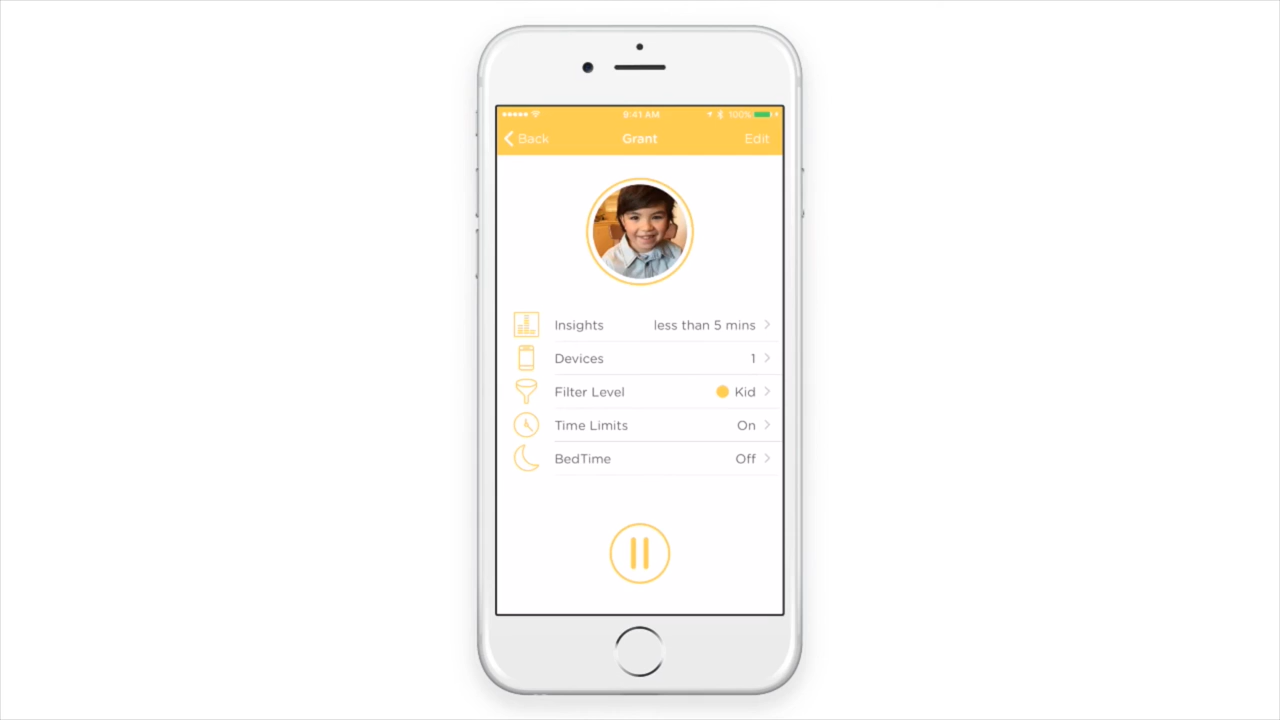 9:41 AM 100%
Back Grant Edit
Insights less than 5 mins
Devices 1
Filter Level Kid
Time Limits On
BedTime Off